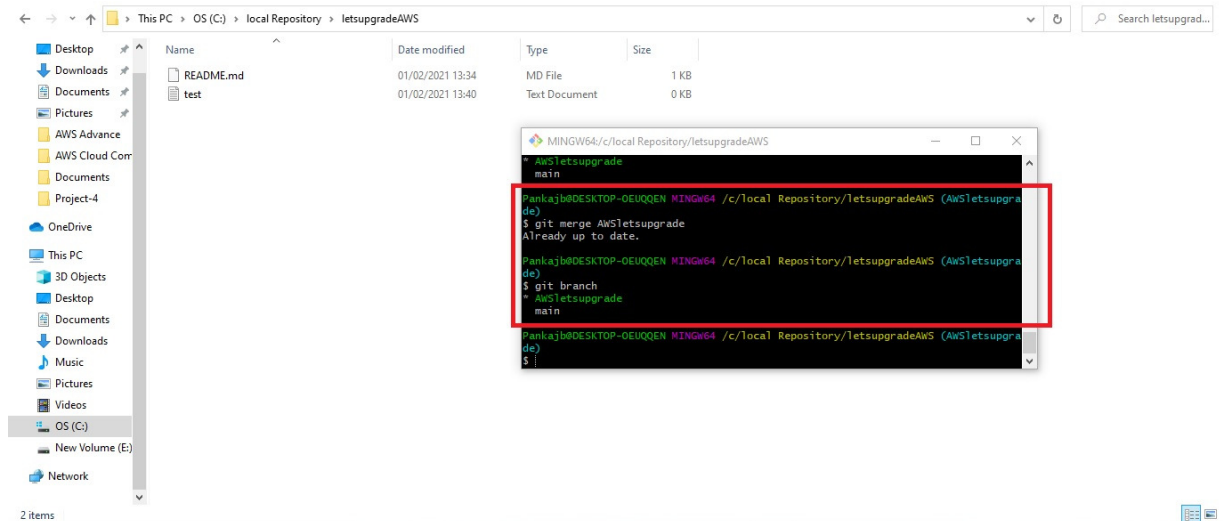 This PC > OS (C:) > local Repository > letsupgradeAWS
Search letsupgrad...
Desktop
Downloads
Documents
Pictures
AWS Advance
AWS Cloud Com
Documents
Project-4
OneDrive
This PC
3D Objects
Desktop
Documents
Downloads
Music
Pictures
Videos
OS (C:)
New Volume (E:)
Network
2 items
Name Date modified Type Size
README.md 01/02/2021 13:34 MD File 1 KB
test 01/02/2021 13:40 Text Document 0 KB
MINGW64:/c/local Repository/letsupgradeAWS
* AWSletsupgrade
main
Pankajb@DESKTOP-OEUQQEN MINGW64 /c/local Repository/letsupgradeAWS (AWSletsupgra
de)
$ git merge AWSletsupgrade
Already up to date.
Pankajb@DESKTOP-OEUQQEN MINGW64 /c/local Repository/letsupgradeAWS (AWSletsupgra
de)
$ git branch
* AWSletsupgrade
main
Pankajb@DESKTOP-OEUQQEN MINGW64 /c/local Repository/letsupgradeAWS (AWSletsupgra
de)
$